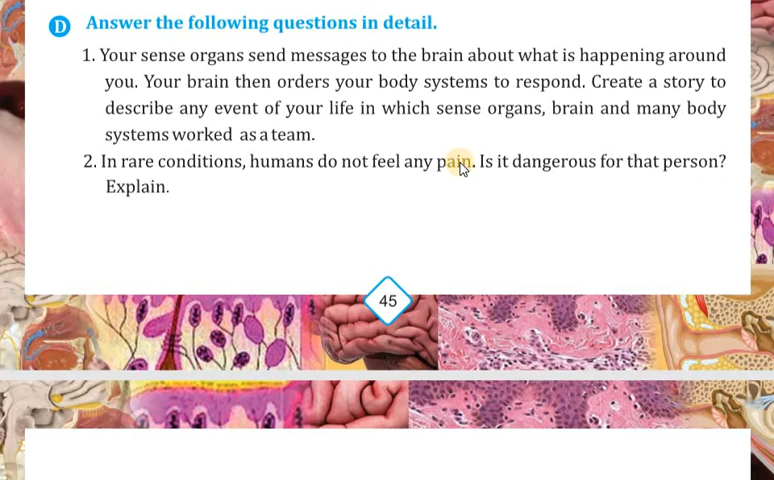 D Answer the following questions in detail.
1. Your sense organs send messages to the brain about what is happening around
you. Your brain then orders your body systems to respond. Create a story to
describe any event of your life in which sense organs, brain and many body
systems worked as a team.
2. In rare conditions, humans do not feel any pain. Is it dangerous for that person?
Explain.
45